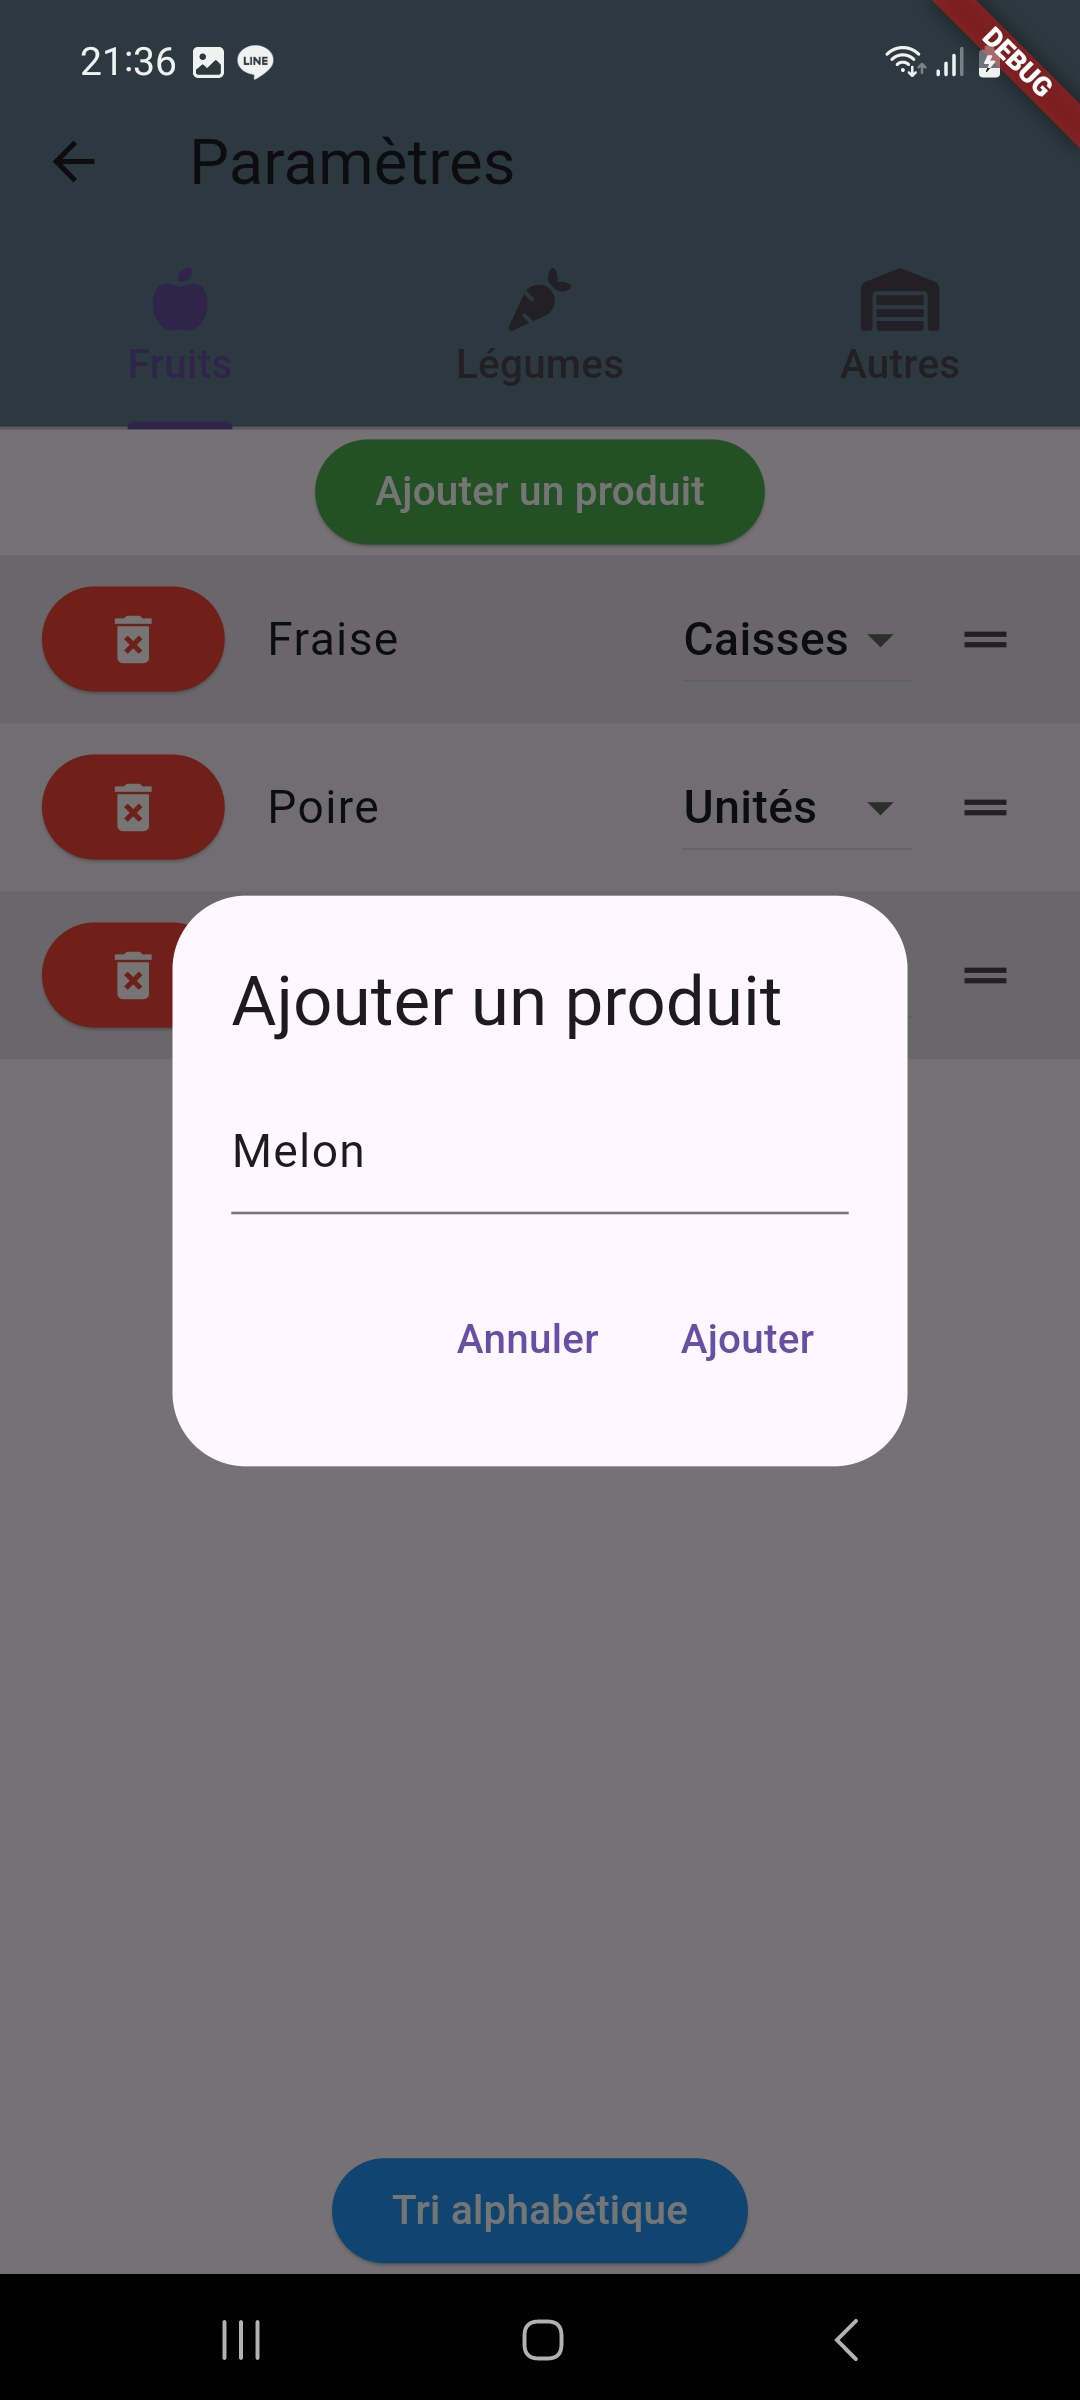 21:36
LINE
DEBUG
Paramètres
Fruits
Légumes
Autres
Ajouter un produit
Fraise
Caisses
Poire
Unités
Ajouter un produit
Melon
Annuler
Ajouter
Tri alphabétique